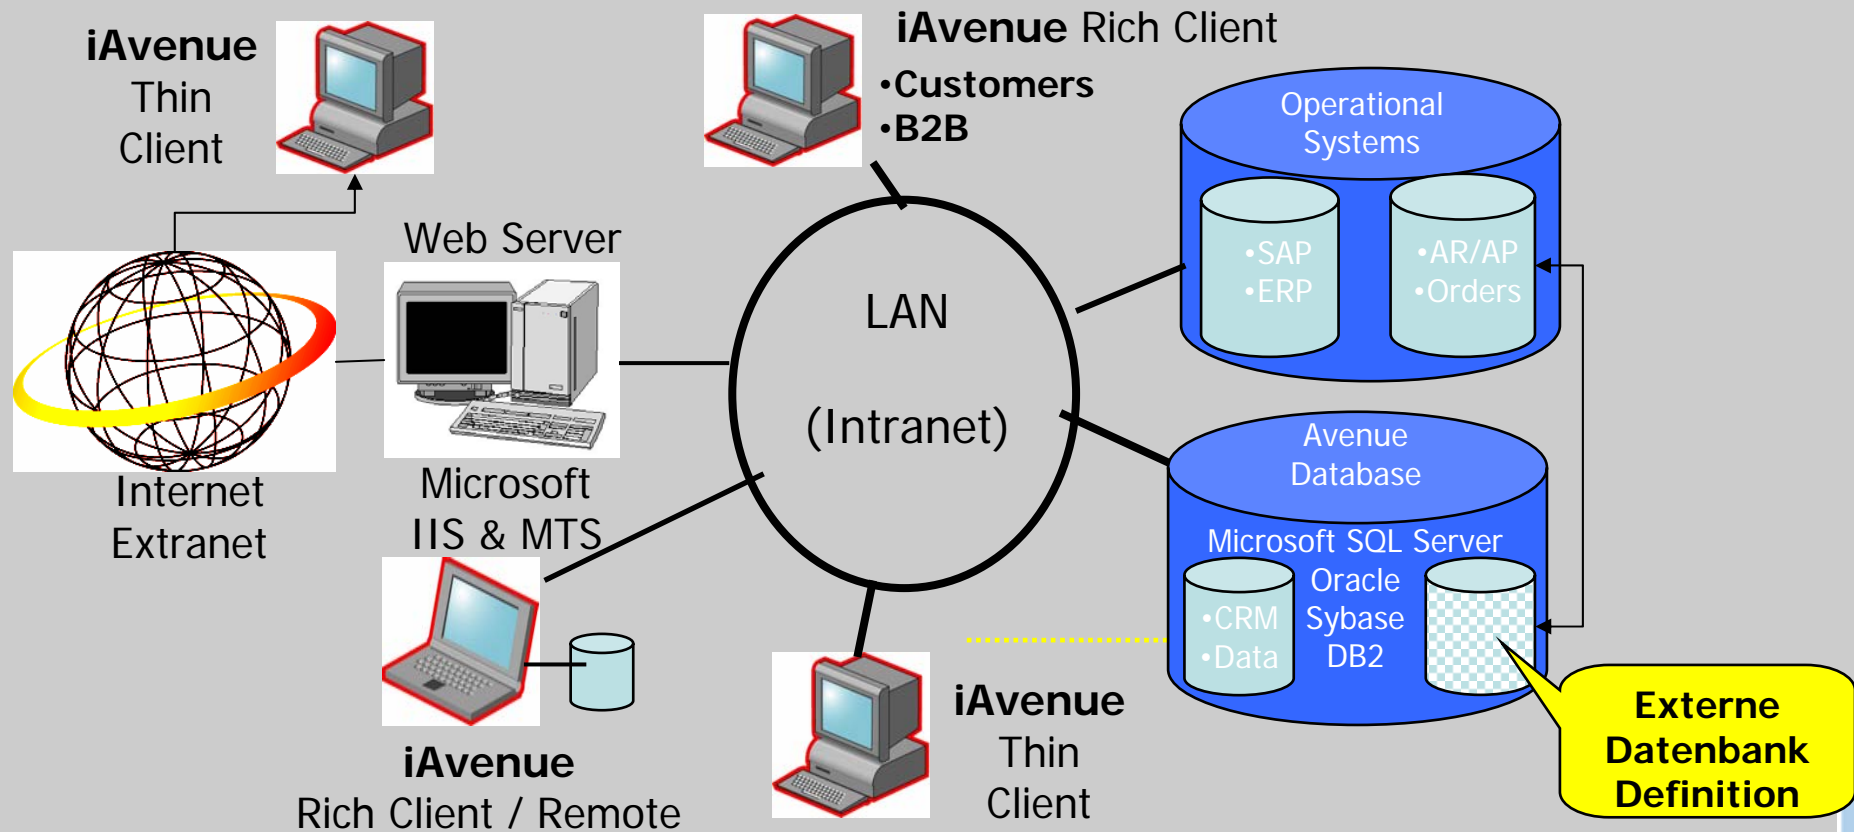 iAvenue
Thin
Client
iAvenue Rich Client
•Customers
•B2B
Operational
Systems
•SAP
•ERP
•AR/AP
•Orders
Web Server
LAN
(Intranet)
Internet
Extranet
Microsoft
IIS & MTS
Avenue
Database
Microsoft SQL Server
Oracle
Sybase
DB2
•CRM
•Data
iAvenue
Rich Client / Remote
iAvenue
Thin
Client
Externe
Datenbank
Definition